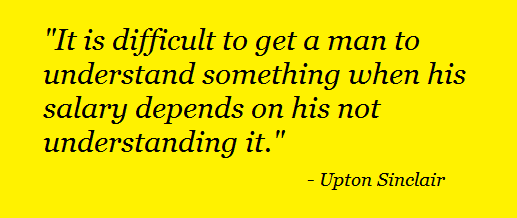 "It is difficult to get a man to
understand something when his
salary depends on his not
understanding it."
- Upton Sinclair